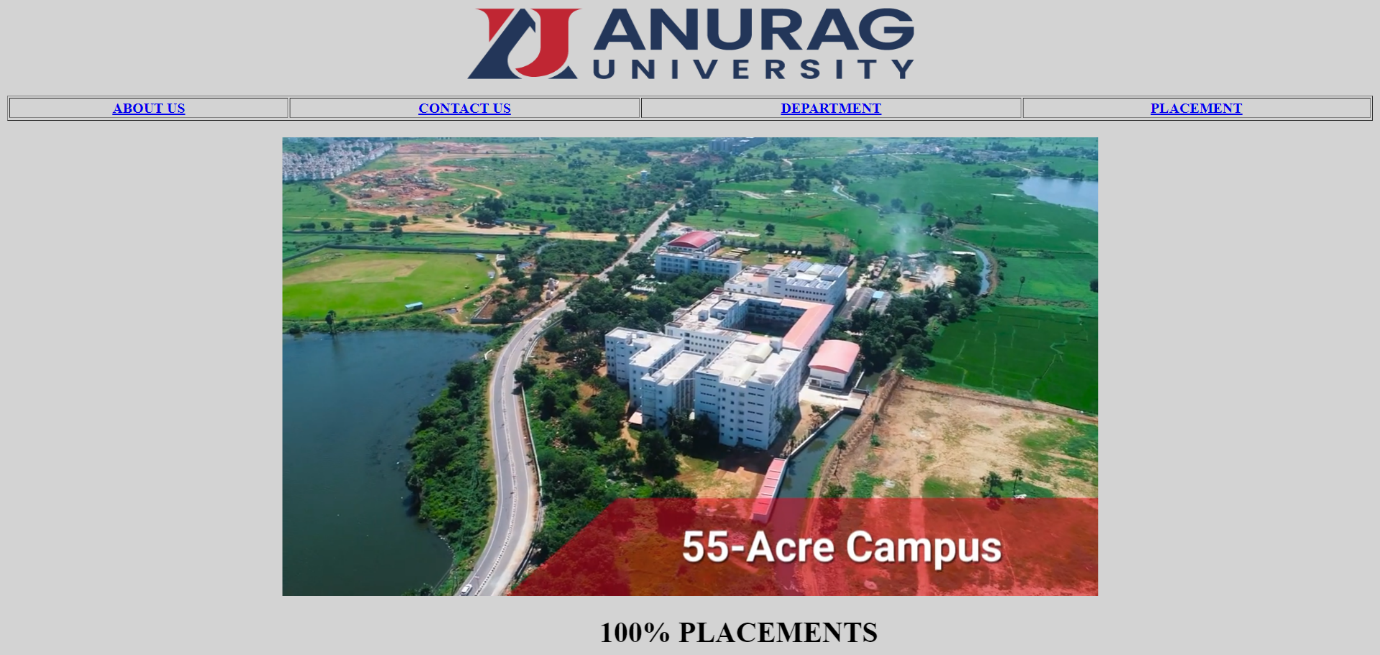 ANURAG
UNIVERSITY
ABOUT US CONTACT US DEPARTMENT PLACEMENT
55-Acre Campus
100% PLACEMENTS